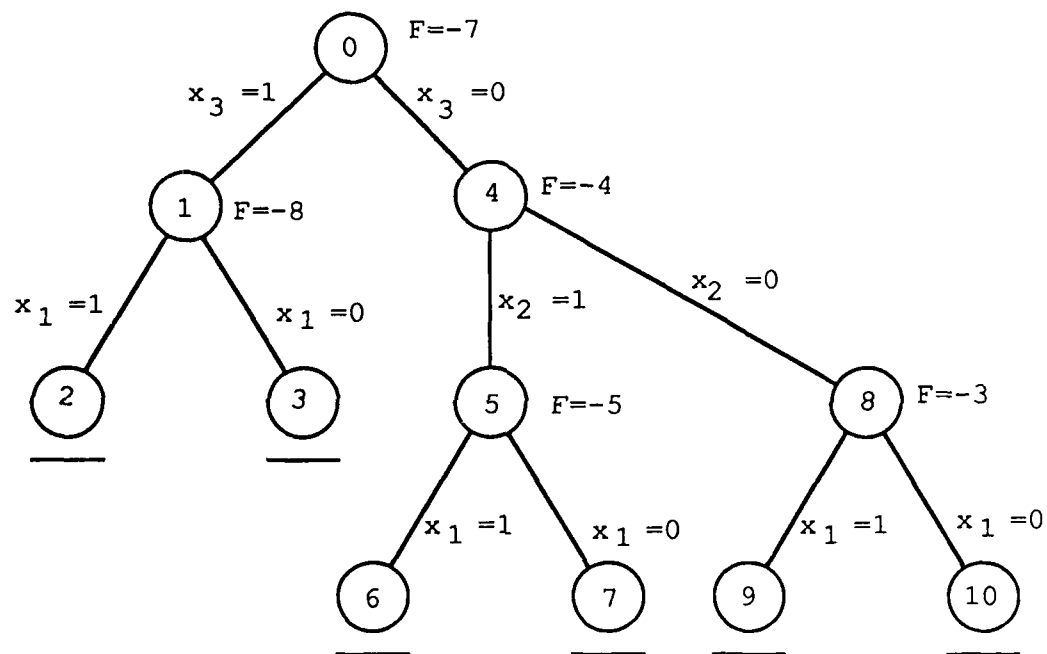 0
F=-7
x3 =1
x3 =0
1
F=-8
4
F=-4
x1 =1
x1 =0
x2 =1
x2 =0
2
3
5
F=-5
8
F=-3
x1 =1
x1 =0
x1 =1
x1 =0
6
7
9
10